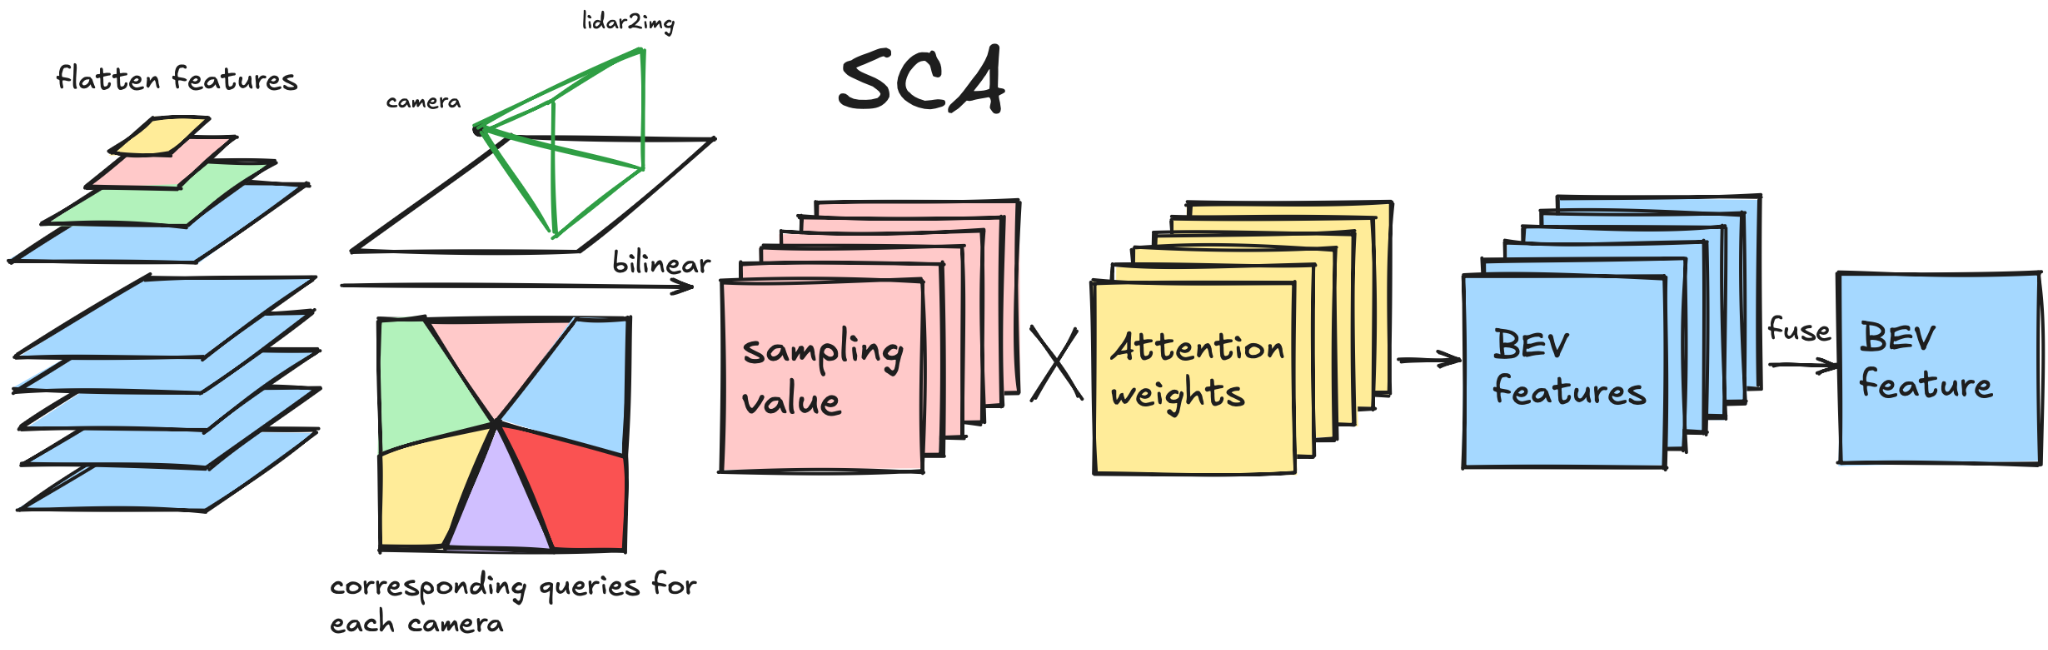 lidar2img
SCA
flatten features
camera
bilinear
sampling
value
Attention
weights
BEV
features
fuse
BEV
feature
corresponding queries for
each camera